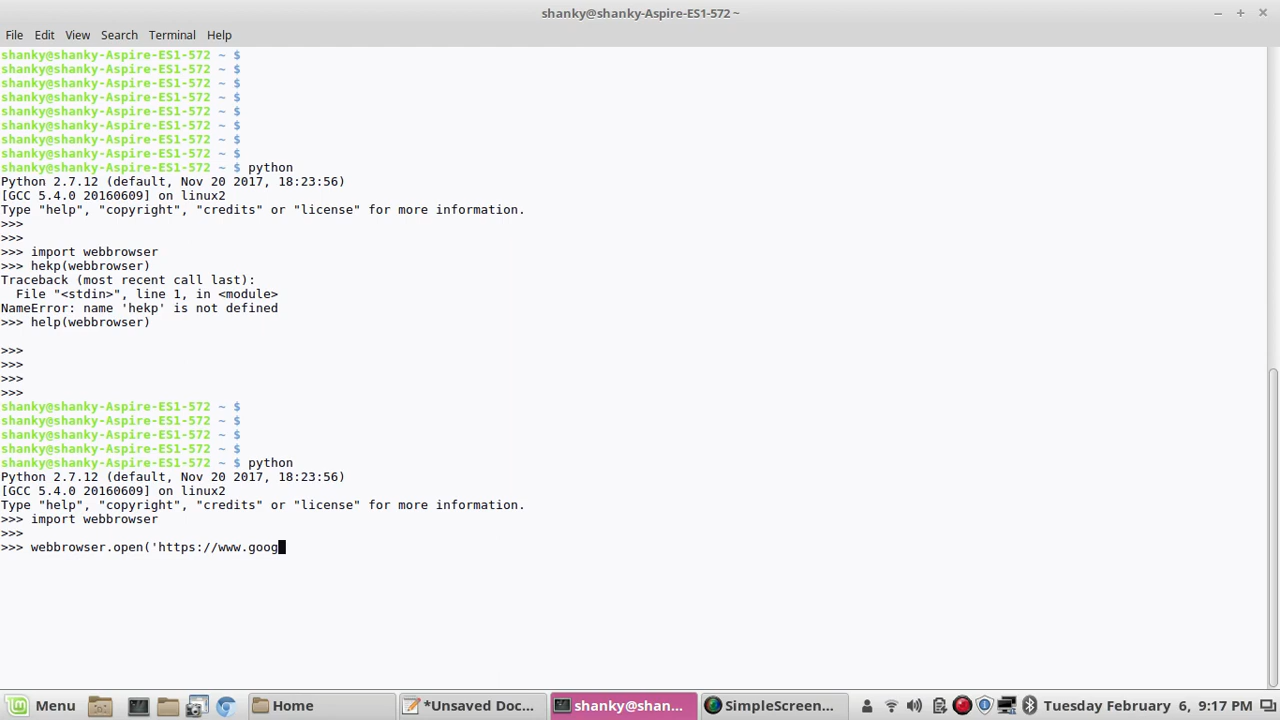 shanky@shanky-Aspire-ES1-572 ~
File Edit View Search Terminal Help
shanky@shanky-Aspire-ES1-572 ~ $
shanky@shanky-Aspire-ES1-572 ~ $
shanky@shanky-Aspire-ES1-572 ~ $
shanky@shanky-Aspire-ES1-572 ~ $
shanky@shanky-Aspire-ES1-572 ~ $
shanky@shanky-Aspire-ES1-572 ~ $
shanky@shanky-Aspire-ES1-572 ~ $
shanky@shanky-Aspire-ES1-572 ~ $
shanky@shanky-Aspire-ES1-572 ~ $ python
Python 2.7.12 (default, Nov 20 2017, 18:23:56)
[GCC 5.4.0 20160609] on linux2
Type "help", "copyright", "credits" or "license" for more information.
>>>
>>>
>>> import webbrowser
>>> hekp(webbrowser)
Traceback (most recent call last):
  File "<stdin>", line 1, in <module>
NameError: name 'hekp' is not defined
>>> help(webbrowser)
>>>
>>>
>>>
>>>
shanky@shanky-Aspire-ES1-572 ~ $
shanky@shanky-Aspire-ES1-572 ~ $
shanky@shanky-Aspire-ES1-572 ~ $
shanky@shanky-Aspire-ES1-572 ~ $
shanky@shanky-Aspire-ES1-572 ~ $ python
Python 2.7.12 (default, Nov 20 2017, 18:23:56)
[GCC 5.4.0 20160609] on linux2
Type "help", "copyright", "credits" or "license" for more information.
>>> import webbrowser
>>>
>>> webbrowser.open('https://www.goog
Menu Home *Unsaved Doc... shanky@shan... SimpleScreen... Tuesday February 6, 9:17 PM